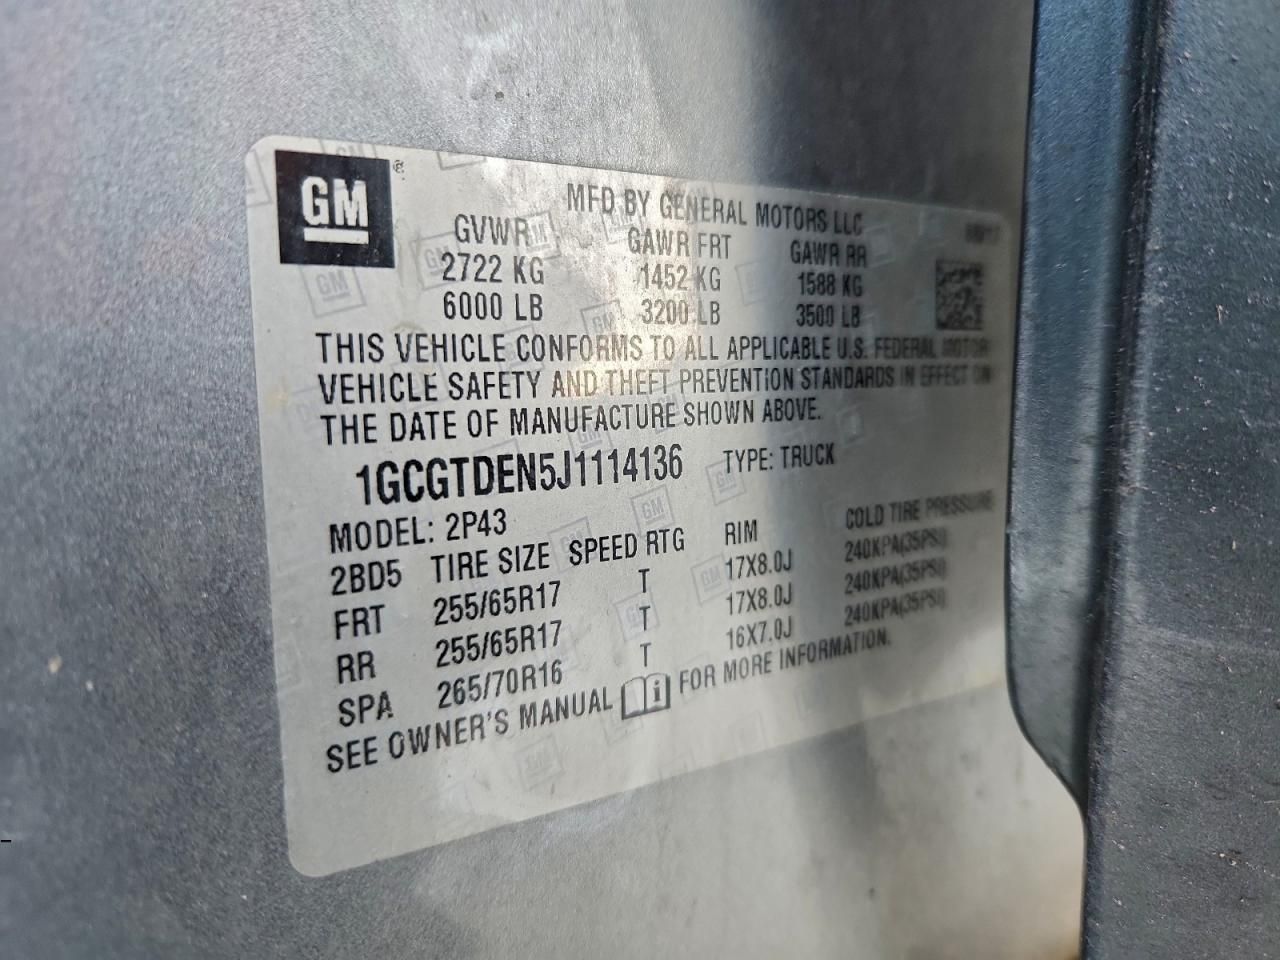 GM
®
MFD BY GENERAL MOTORS LLC
GVWR GAWR FRT GAWR RR
2722 KG 1452 KG 1588 KG
6000 LB 3200 LB 3500 LB
THIS VEHICLE CONFORMS TO ALL APPLICABLE U.S. FEDERAL MOTOR
VEHICLE SAFETY AND THEFT PREVENTION STANDARDS IN EFFECT ON
THE DATE OF MANUFACTURE SHOWN ABOVE.
1GCGTDEN5J1114136 TYPE: TRUCK
MODEL: 2P43
2BD5 TIRE SIZE SPEED RTG RIM COLD TIRE PRESSURE
FRT 255/65R17 T 17X8.0J 240KPA(35PSI)
RR 255/65R17 T 17X8.0J 240KPA(35PSI)
SPA 265/70R16 T 16X7.0J 240KPA(35PSI)
SEE OWNER'S MANUAL i FOR MORE INFORMATION.